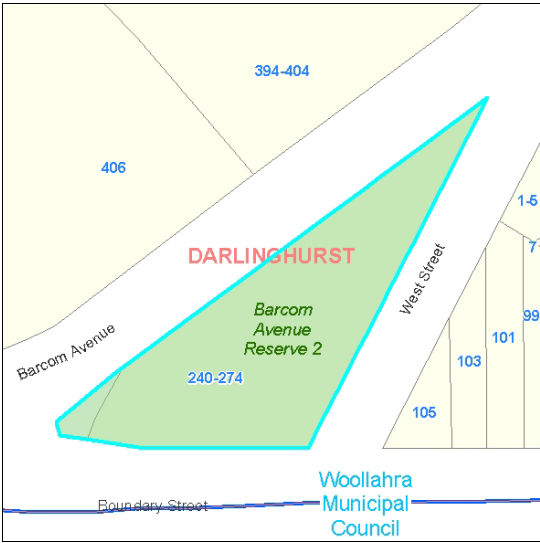 394-404
406
1-5
DARLINGHURST
7
West Street
Barcom
Avenue
Reserve 2
99
101
Barcom Avenue
103
240-274
105
Woollahra
Municipal
Council
Boundary Street